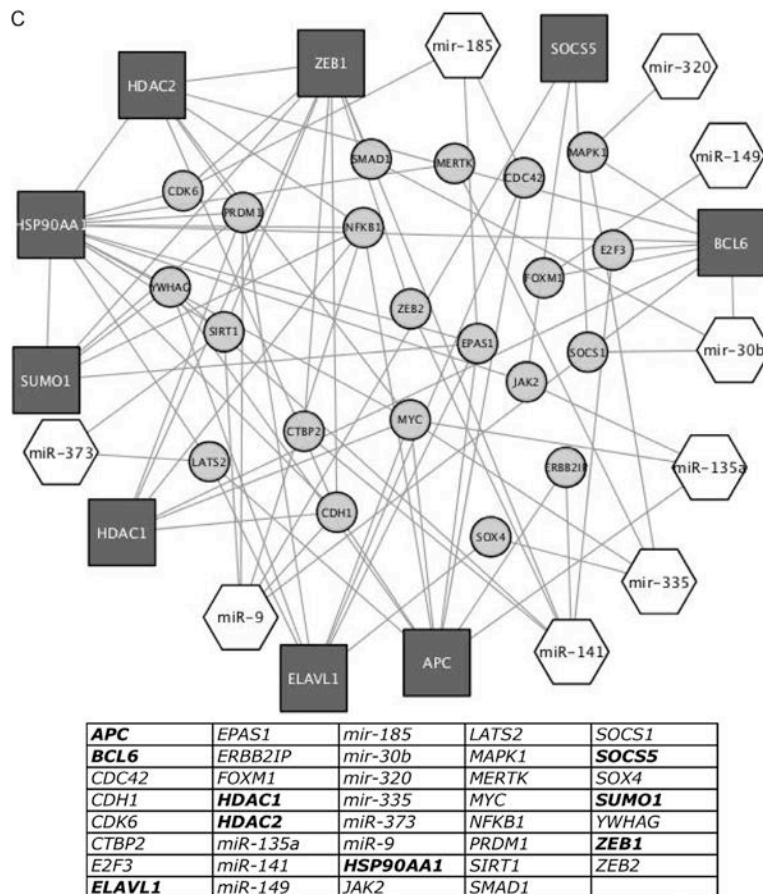 C
ZEB1
mir-185
SOCS5
HDAC2
mir-320
SMAD1
MERTK
MAPK1
miR-149
CDK6
CDC42
PRDM1
HSP90AA1
NFKB1
E2F3
BCL6
FOXM1
YWHAG
ZEB2
SIRT1
EPAS1
SOCS1
mir-30b
SUMO1
JAK2
MYC
CTBP2
miR-373
LATS2
ERBB2IP
miR-135a
CDH1
HDAC1
SOX4
mir-335
miR-9
miR-141
APC
ELAVL1
APC EPAS1 mir-185 LATS2 SOCS1
BCL6 ERBB2IP mir-30b MAPK1 SOCS5
CDC42 FOXM1 mir-320 MERTK SOX4
CDH1 HDAC1 mir-335 MYC SUMO1
CDK6 HDAC2 miR-373 NFKB1 YWHAG
CTBP2 miR-135a miR-9 PRDM1 ZEB1
E2F3 miR-141 HSP90AA1 SIRT1 ZEB2
ELAVL1 miR-149 JAK2 SMAD1